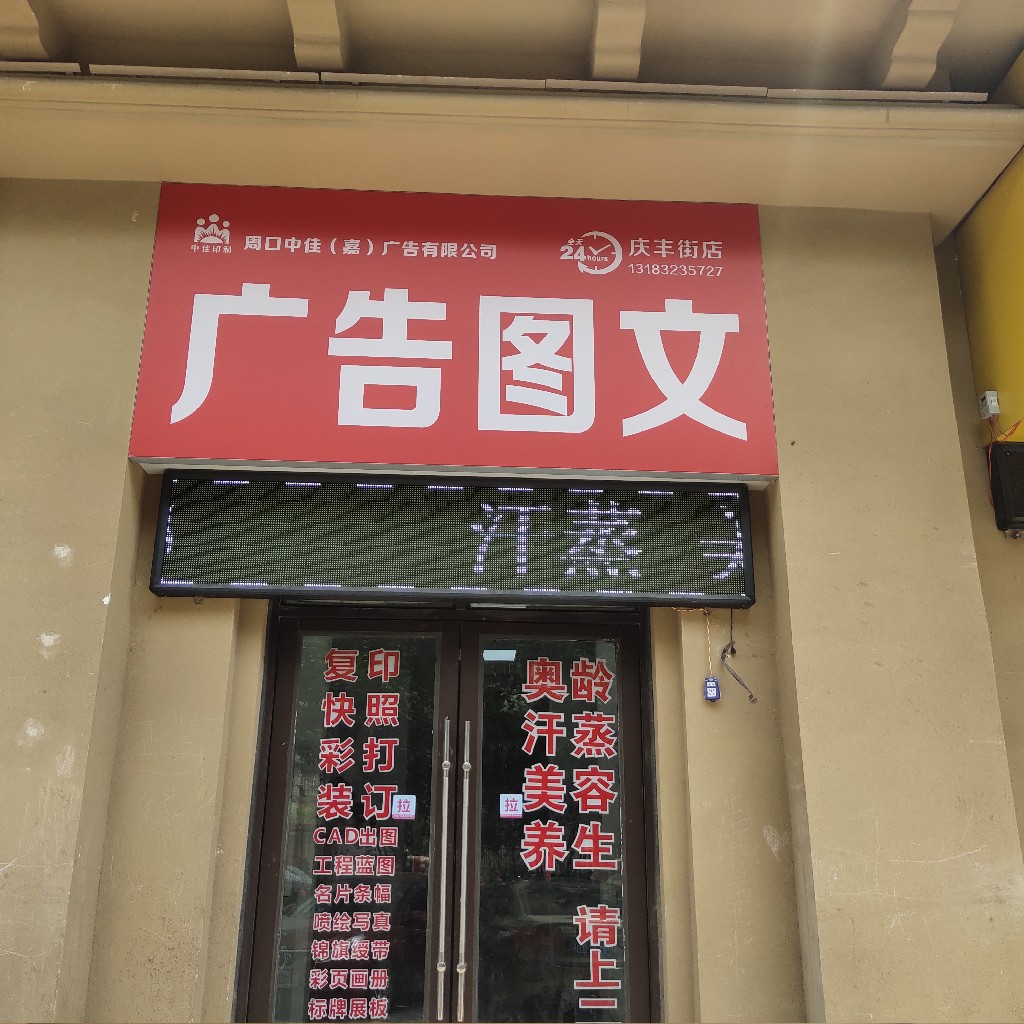 中佳印刷
周口中佳（嘉）广告有限公司
全天
24hours
庆丰街店
13183235727
广告图文
汗蒸
复印
快照
彩打
装订
CAD出图
工程蓝图
名片条幅
喷绘写真
锦旗绶带
彩页画册
标牌展板
拉
拉
奥龄
汗蒸
美容
养生
请上